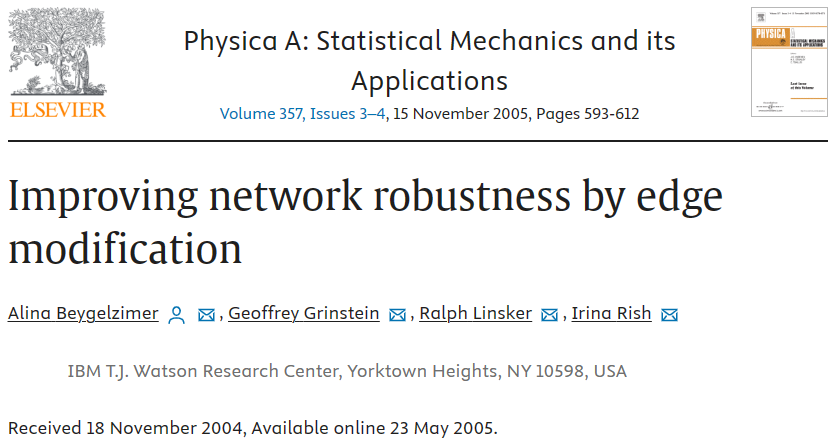 ELSEVIER
Physica A: Statistical Mechanics and its
Applications
Volume 357, Issues 3–4, 15 November 2005, Pages 593-612
PHYSICA
Improving network robustness by edge
modification
Alina Beygelzimer , Geoffrey Grinstein , Ralph Linsker , Irina Rish
IBM T.J. Watson Research Center, Yorktown Heights, NY 10598, USA
Received 18 November 2004, Available online 23 May 2005.